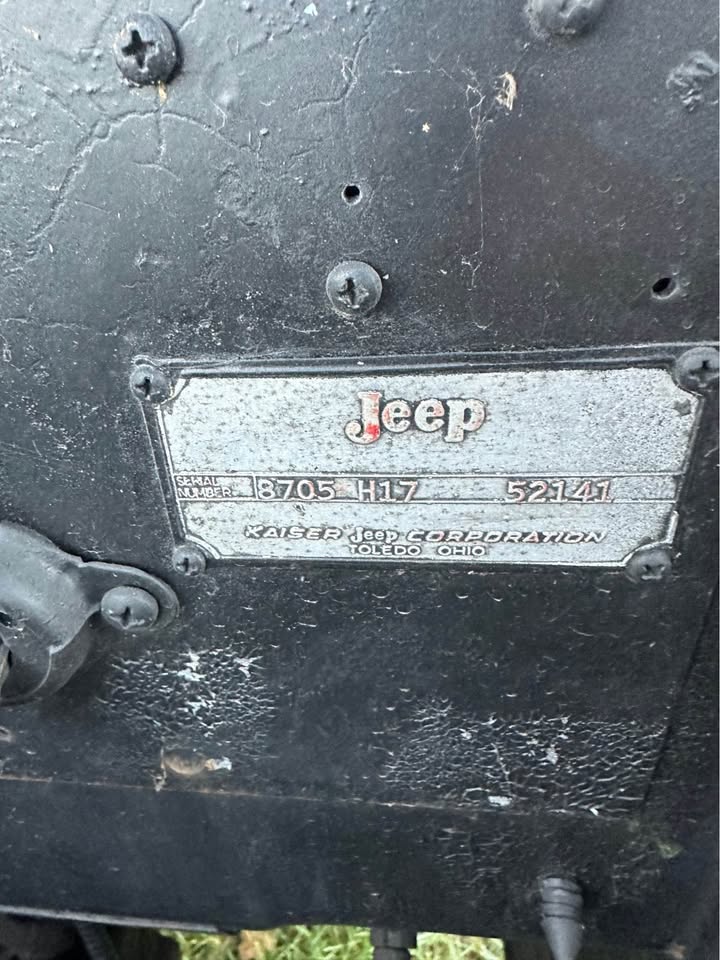 Jeep
SERIAL
NUMBER
8705 H17 52141
KAISER Jeep CORPORATION
TOLEDO OHIO